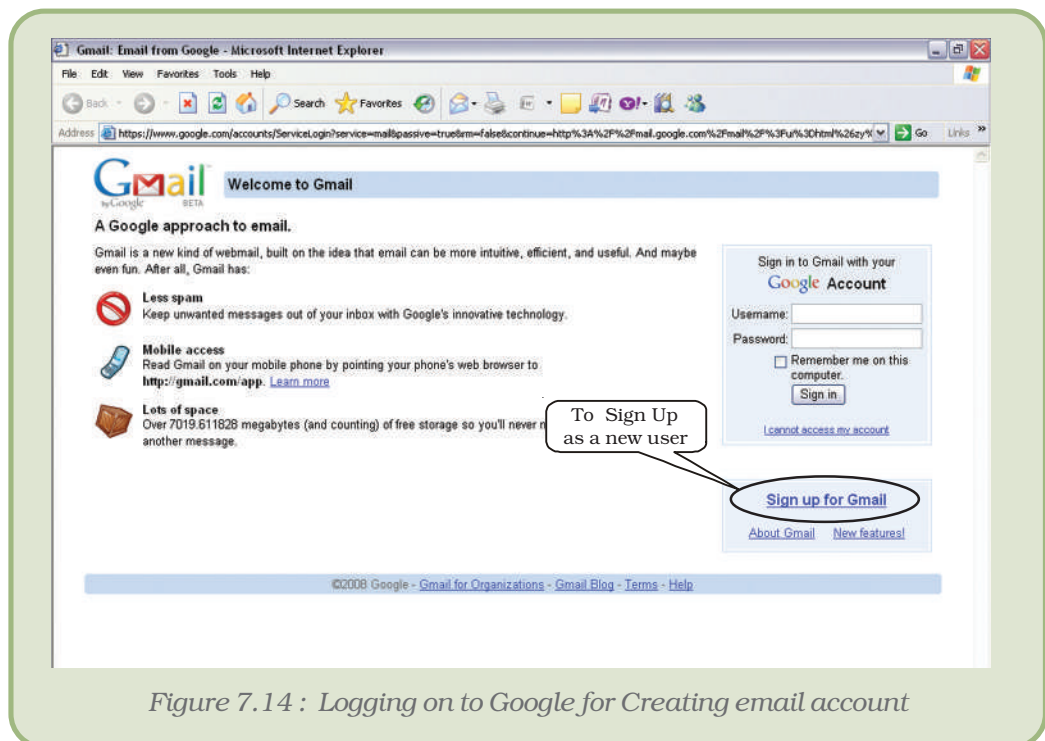 Gmail: Email from Google - Microsoft Internet Explorer
File Edit View Favorites Tools Help
Back Search Favorites
Address https://www.google.com/accounts/ServiceLogin?service=mail&passive=true&rm=false&continue=http%3A%2F%2Fmail.google.com%2Fmail%2F%3Fui%3Dhtml%26zy% Go Links »
Gmail by Google BETA
Welcome to Gmail
A Google approach to email.
Gmail is a new kind of webmail, built on the idea that email can be more intuitive, efficient, and useful. And maybe
even fun. After all, Gmail has:
Less spam
Keep unwanted messages out of your inbox with Google's innovative technology.
Mobile access
Read Gmail on your mobile phone by pointing your phone's web browser to
http://gmail.com/app. Learn more
Lots of space
Over 7019.611828 megabytes (and counting) of free storage so you'll never
another message.
Sign in to Gmail with your
Google Account
Username:
Password:
Remember me on this
computer.
Sign in
I cannot access my account
To Sign Up
as a new user
Sign up for Gmail
About Gmail New features!
©2008 Google - Gmail for Organizations - Gmail Blog - Terms - Help
Figure 7.14 : Logging on to Google for Creating email account